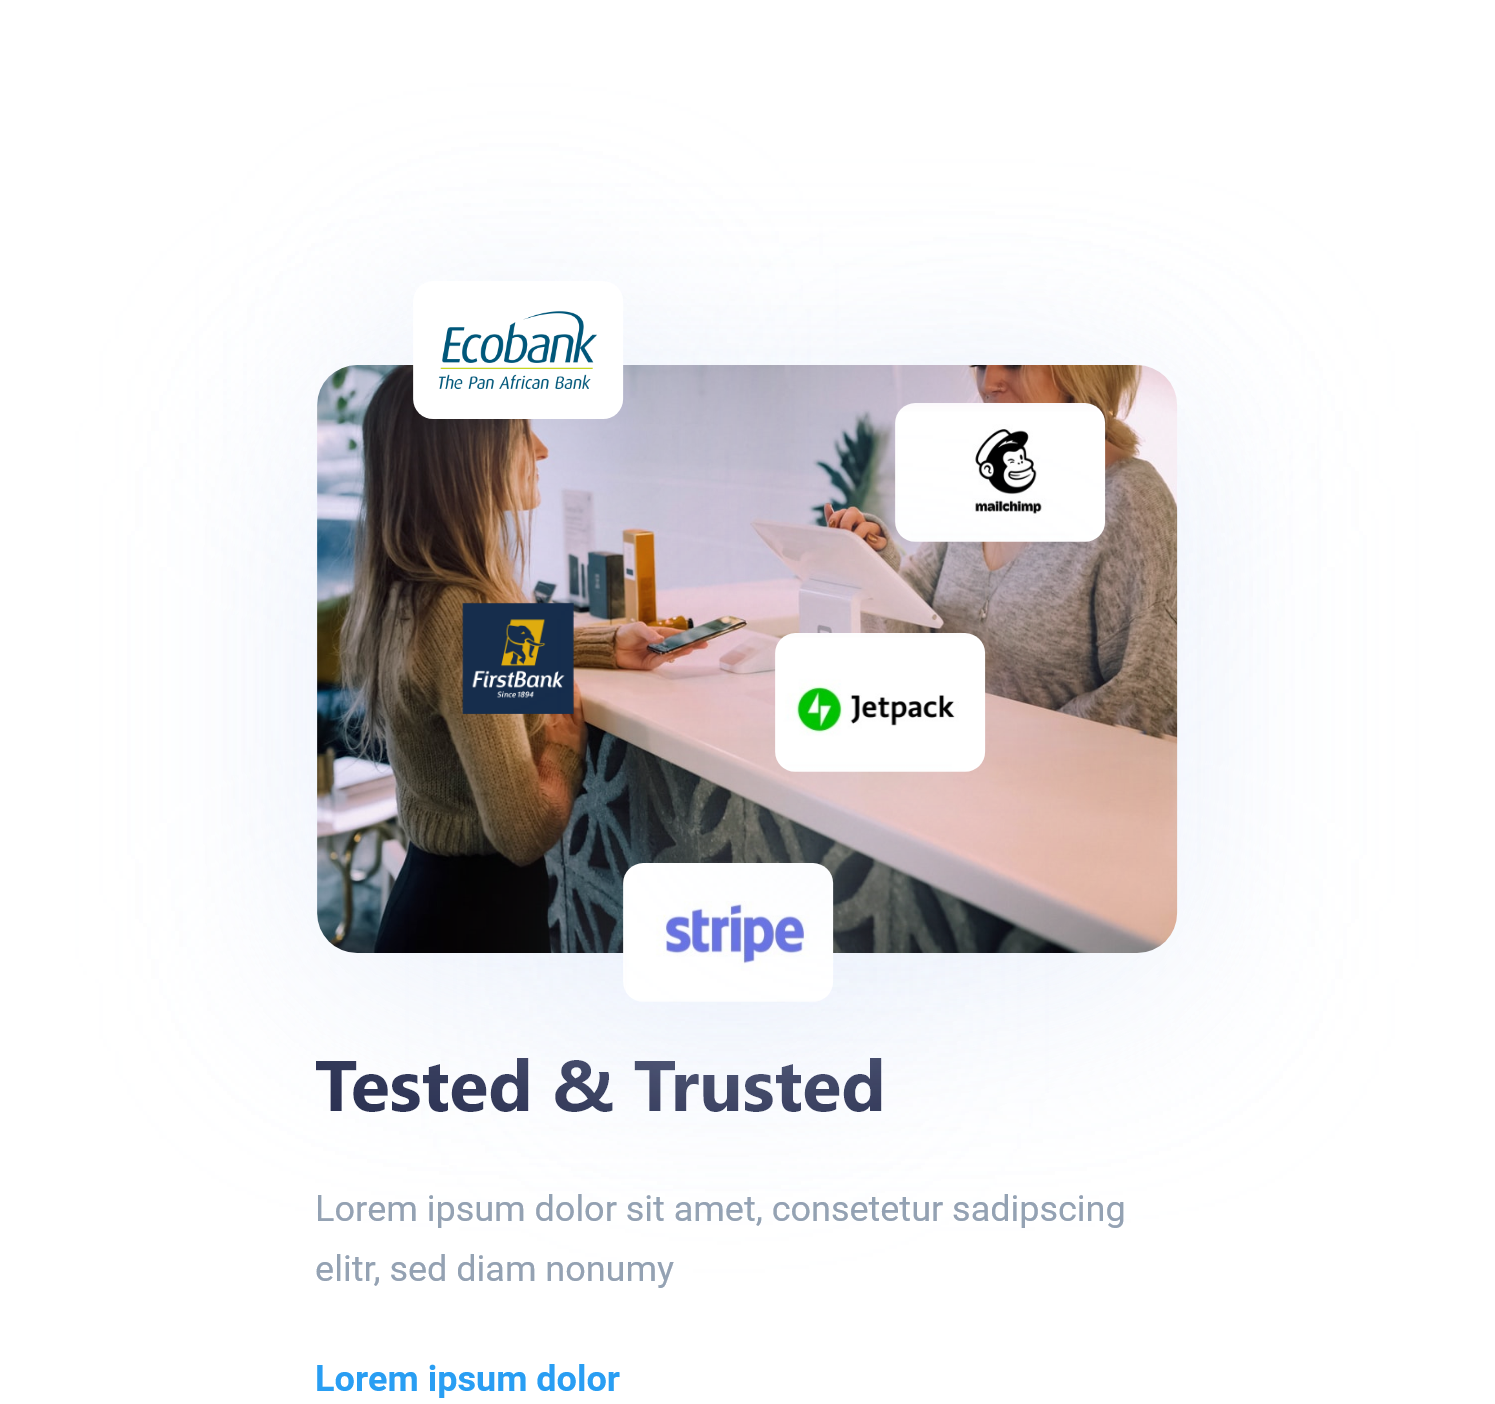 Ecobank
The Pan African Bank
mailchimp
FirstBank
Since 1894
Jetpack
stripe
Tested & Trusted
Lorem ipsum dolor sit amet, consetetur sadipscing
elitr, sed diam nonumy
Lorem ipsum dolor